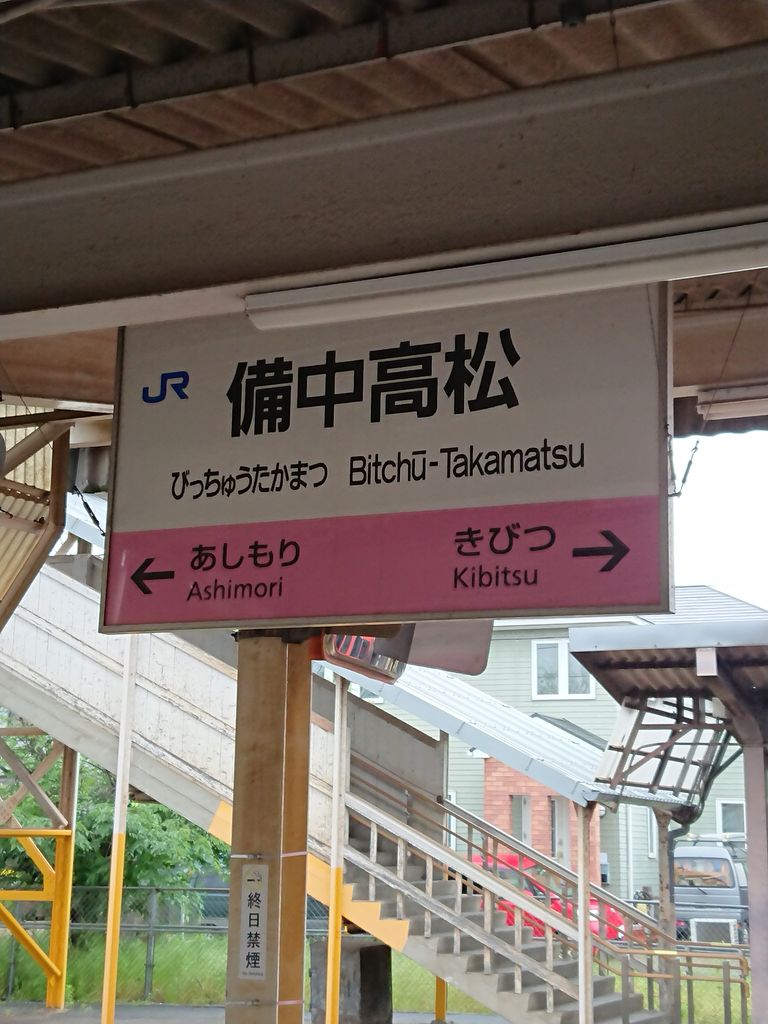 JR 備中高松
びっちゅうたかまつ Bitchū-Takamatsu
← あしもり きびつ →
Ashimori Kibitsu
終日禁煙